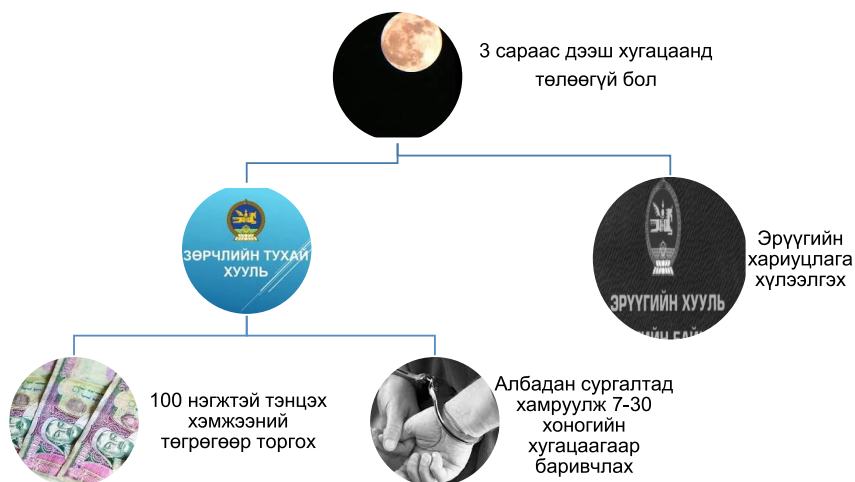 3 сараас дээш хугацаанд
төлөөгүй бол
ЗӨРЧЛИЙН ТУХАЙ
ХУУЛЬ
ЭРҮҮГИЙН ХУУЛЬ
Эрүүгийн
хариуцлага
хүлээлгэх
100 нэгжтэй тэнцэх
хэмжээний
төгрөгөөр торгох
Албадан сургалтад
хамруулж 7-30
хоногийн
хугацаагаар
баривчлах